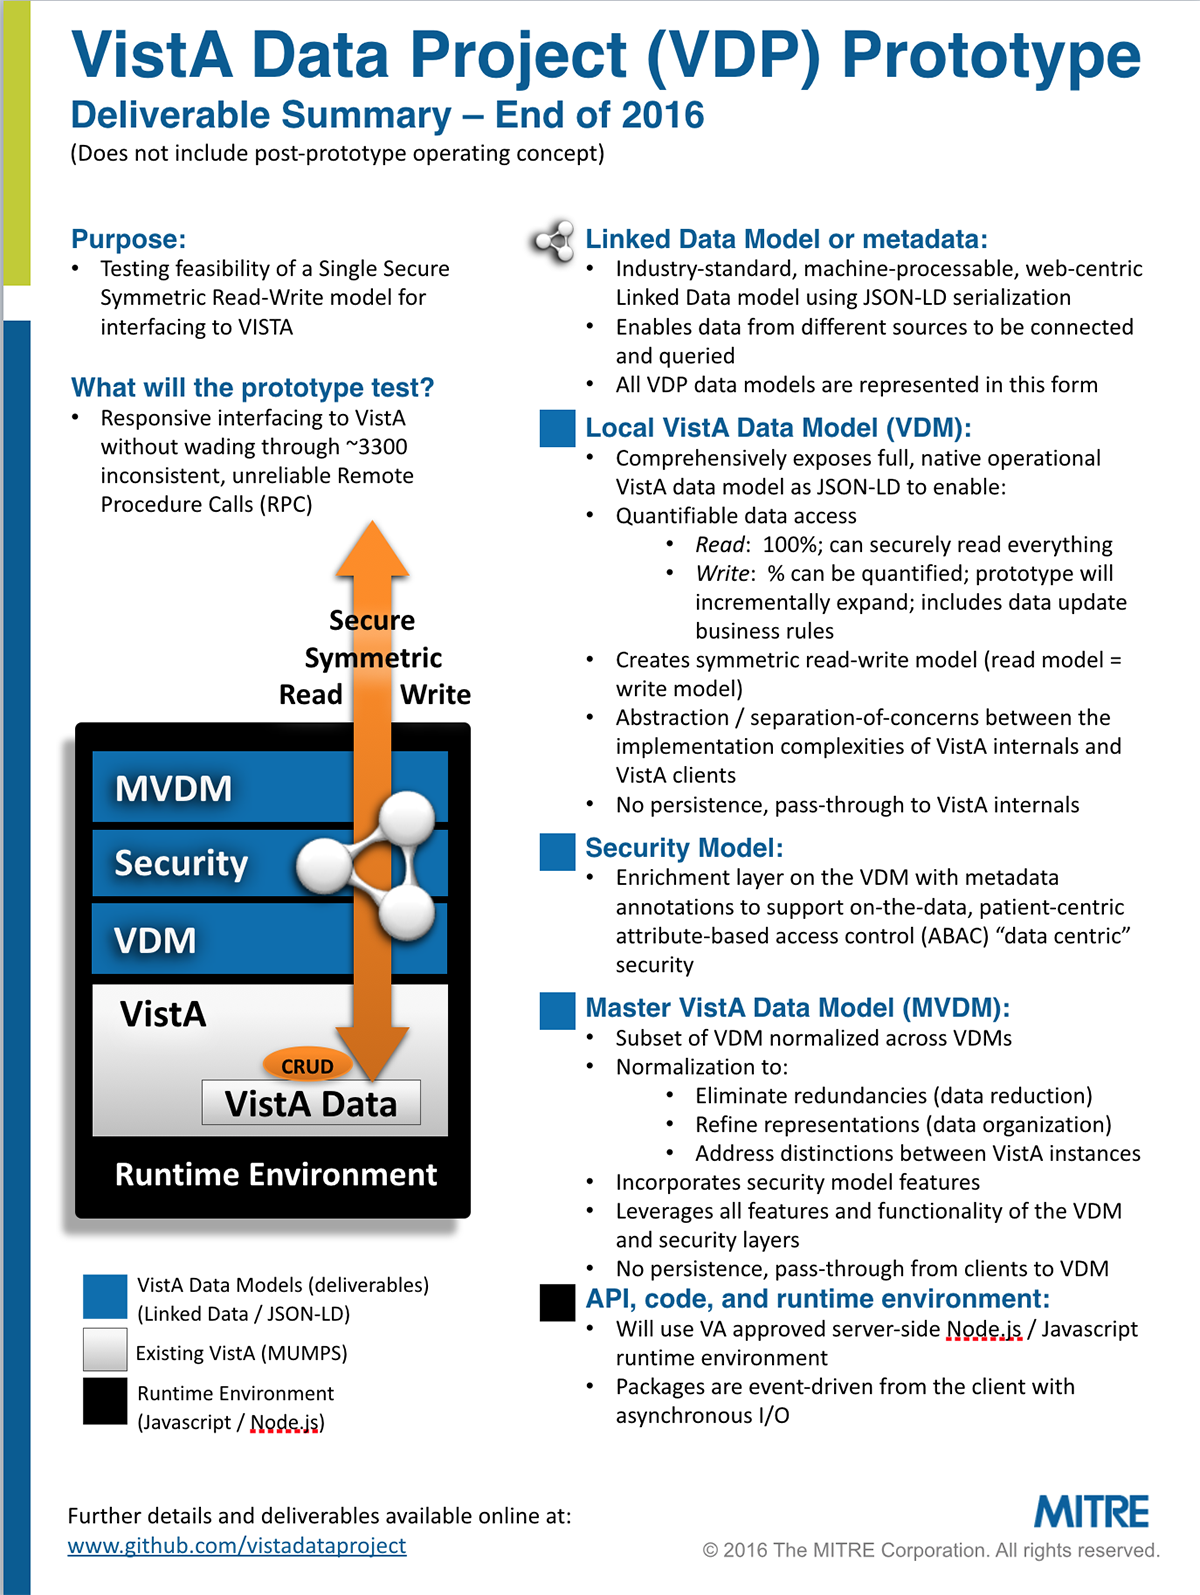 VistA Data Project (VDP) Prototype
Deliverable Summary – End of 2016
(Does not include post-prototype operating concept)
Purpose:
• Testing feasibility of a Single Secure
Symmetric Read-Write model for
interfacing to VISTA
What will the prototype test?
• Responsive interfacing to VistA
without wading through ~3300
inconsistent, unreliable Remote
Procedure Calls (RPC)
Secure
Symmetric
Read Write
MVDM
Security
VDM
VistA
CRUD
VistA Data
Runtime Environment
VistA Data Models (deliverables)
(Linked Data / JSON-LD)
Existing VistA (MUMPS)
Runtime Environment
(Javascript / Node.js)
Linked Data Model or metadata:
• Industry-standard, machine-processable, web-centric
Linked Data model using JSON-LD serialization
• Enables data from different sources to be connected
and queried
• All VDP data models are represented in this form
Local VistA Data Model (VDM):
• Comprehensively exposes full, native operational
VistA data model as JSON-LD to enable:
• Quantifiable data access
• Read: 100%; can securely read everything
• Write: % can be quantified; prototype will
incrementally expand; includes data update
business rules
• Creates symmetric read-write model (read model =
write model)
• Abstraction / separation-of-concerns between the
implementation complexities of VistA internals and
VistA clients
• No persistence, pass-through to VistA internals
Security Model:
• Enrichment layer on the VDM with metadata
annotations to support on-the-data, patient-centric
attribute-based access control (ABAC) “data centric”
security
Master VistA Data Model (MVDM):
• Subset of VDM normalized across VDMs
• Normalization to:
• Eliminate redundancies (data reduction)
• Refine representations (data organization)
• Address distinctions between VistA instances
• Incorporates security model features
• Leverages all features and functionality of the VDM
and security layers
• No persistence, pass-through from clients to VDM
API, code, and runtime environment:
• Will use VA approved server-side Node.js / Javascript
runtime environment
• Packages are event-driven from the client with
asynchronous I/O
Further details and deliverables available online at:
www.github.com/vistadataproject
MITRE
© 2016 The MITRE Corporation. All rights reserved.